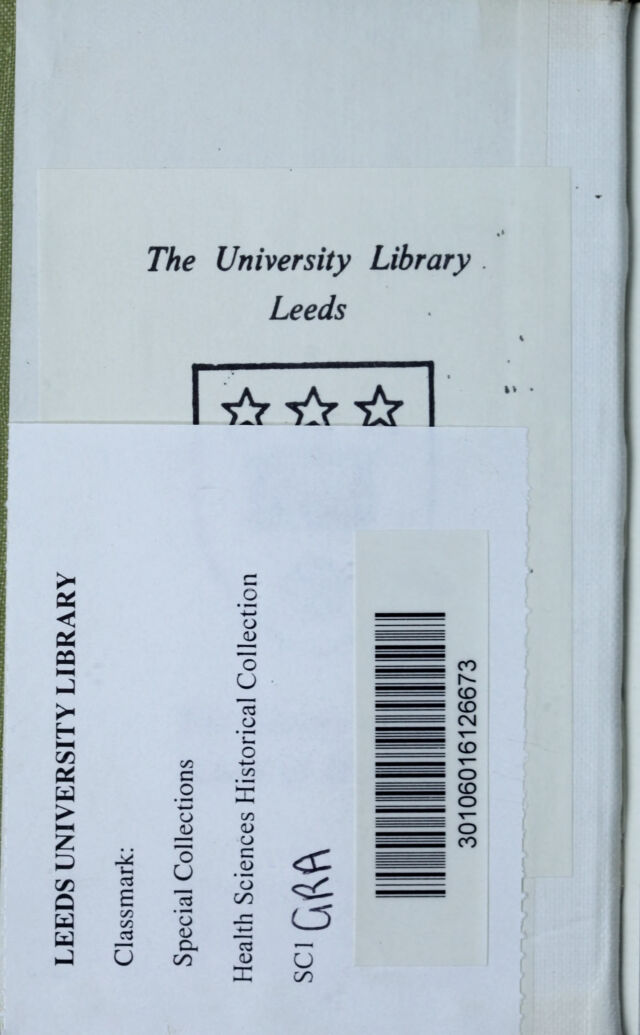 The University Library
Leeds
LEEDS UNIVERSITY LIBRARY
Classmark:
Special Collections
Health Sciences Historical Collection
SC1 GRA
30106016126673